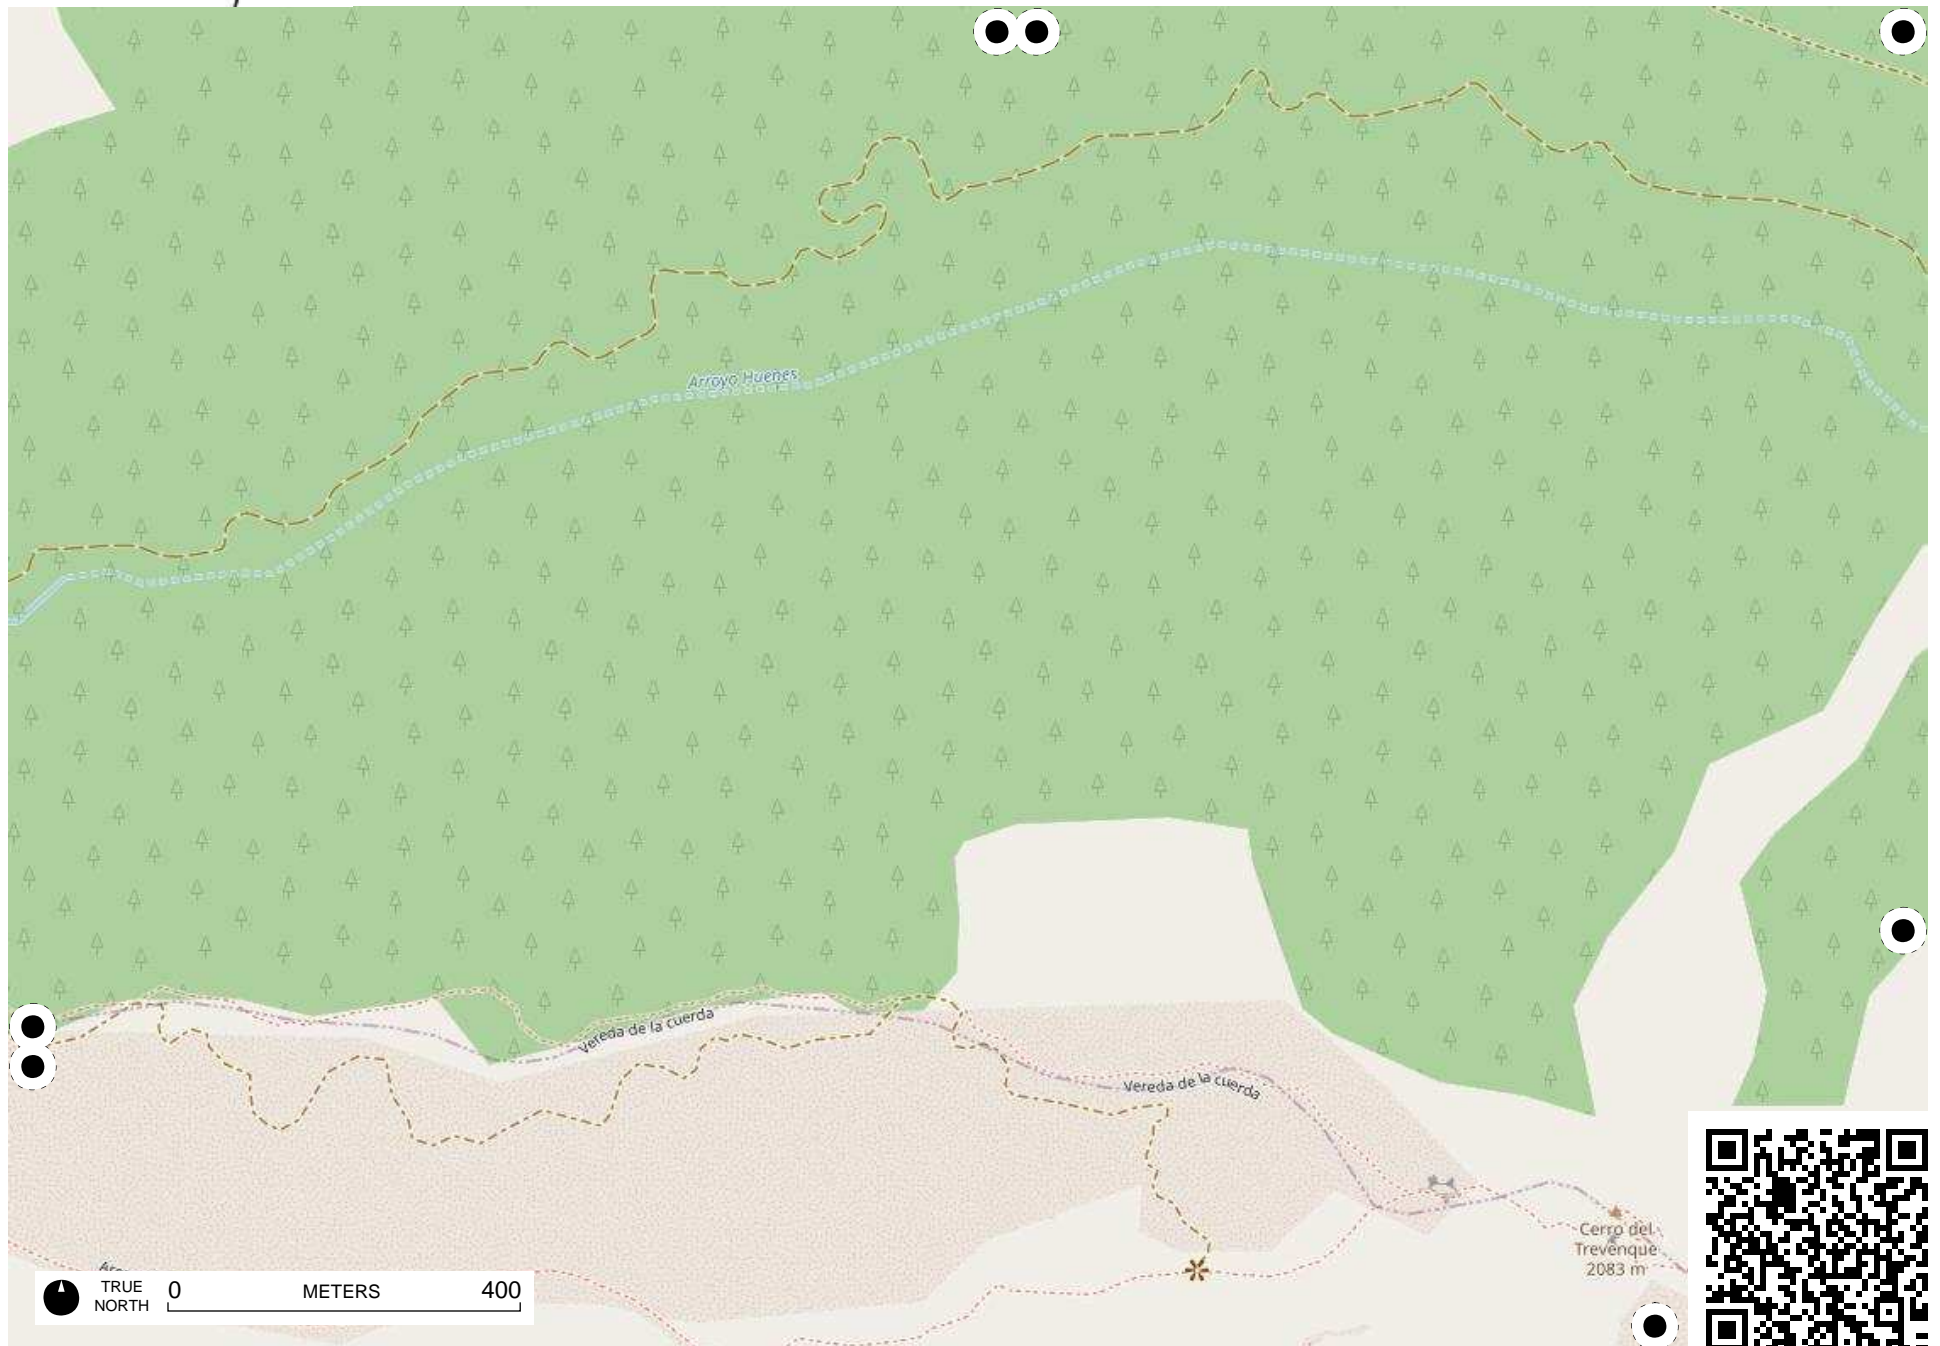 Arroyo Huenes
Vereda de la cuerda
Vereda de la cuerda
Cerro del
Trevenque
2083 m
TRUE
NORTH
0 METERS 400